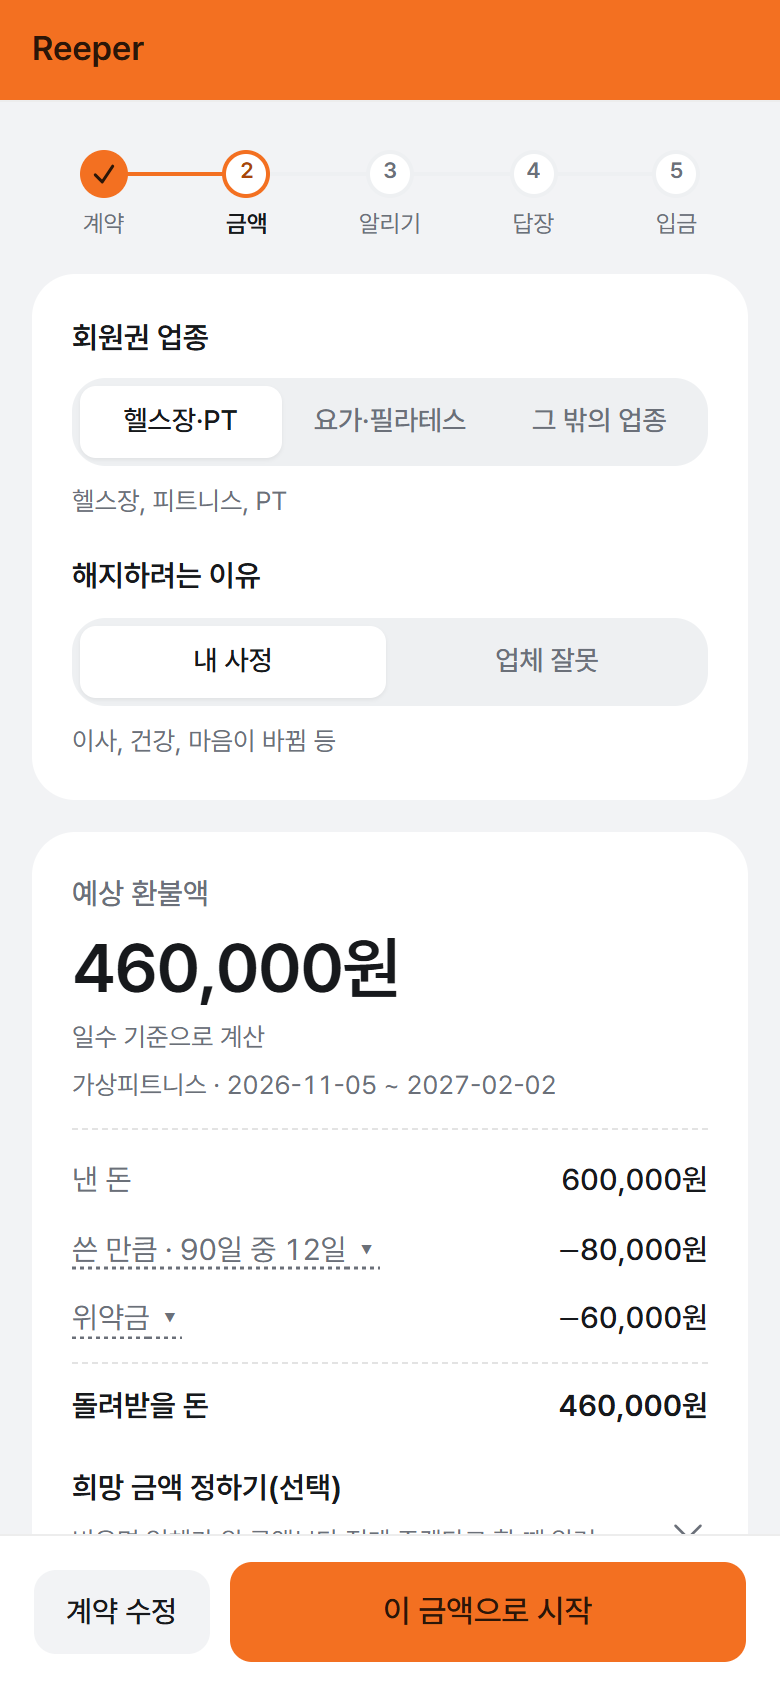 Reeper
2
3
4
5
계약
금액
알리기
답장
입금
회원권 업종
헬스장·PT
요가·필라테스
그 밖의 업종
헬스장, 피트니스, PT
해지하려는 이유
내 사정
업체 잘못
이사, 건강, 마음이 바뀜 등
예상 환불액
460,000원
일수 기준으로 계산
가상피트니스 · 2026-11-05 ~ 2027-02-02
낸 돈
600,000원
쓴 만큼 · 90일 중 12일 ▼
−80,000원
위약금 ▼
−60,000원
돌려받을 돈
460,000원
희망 금액 정하기(선택)
계약 수정
이 금액으로 시작